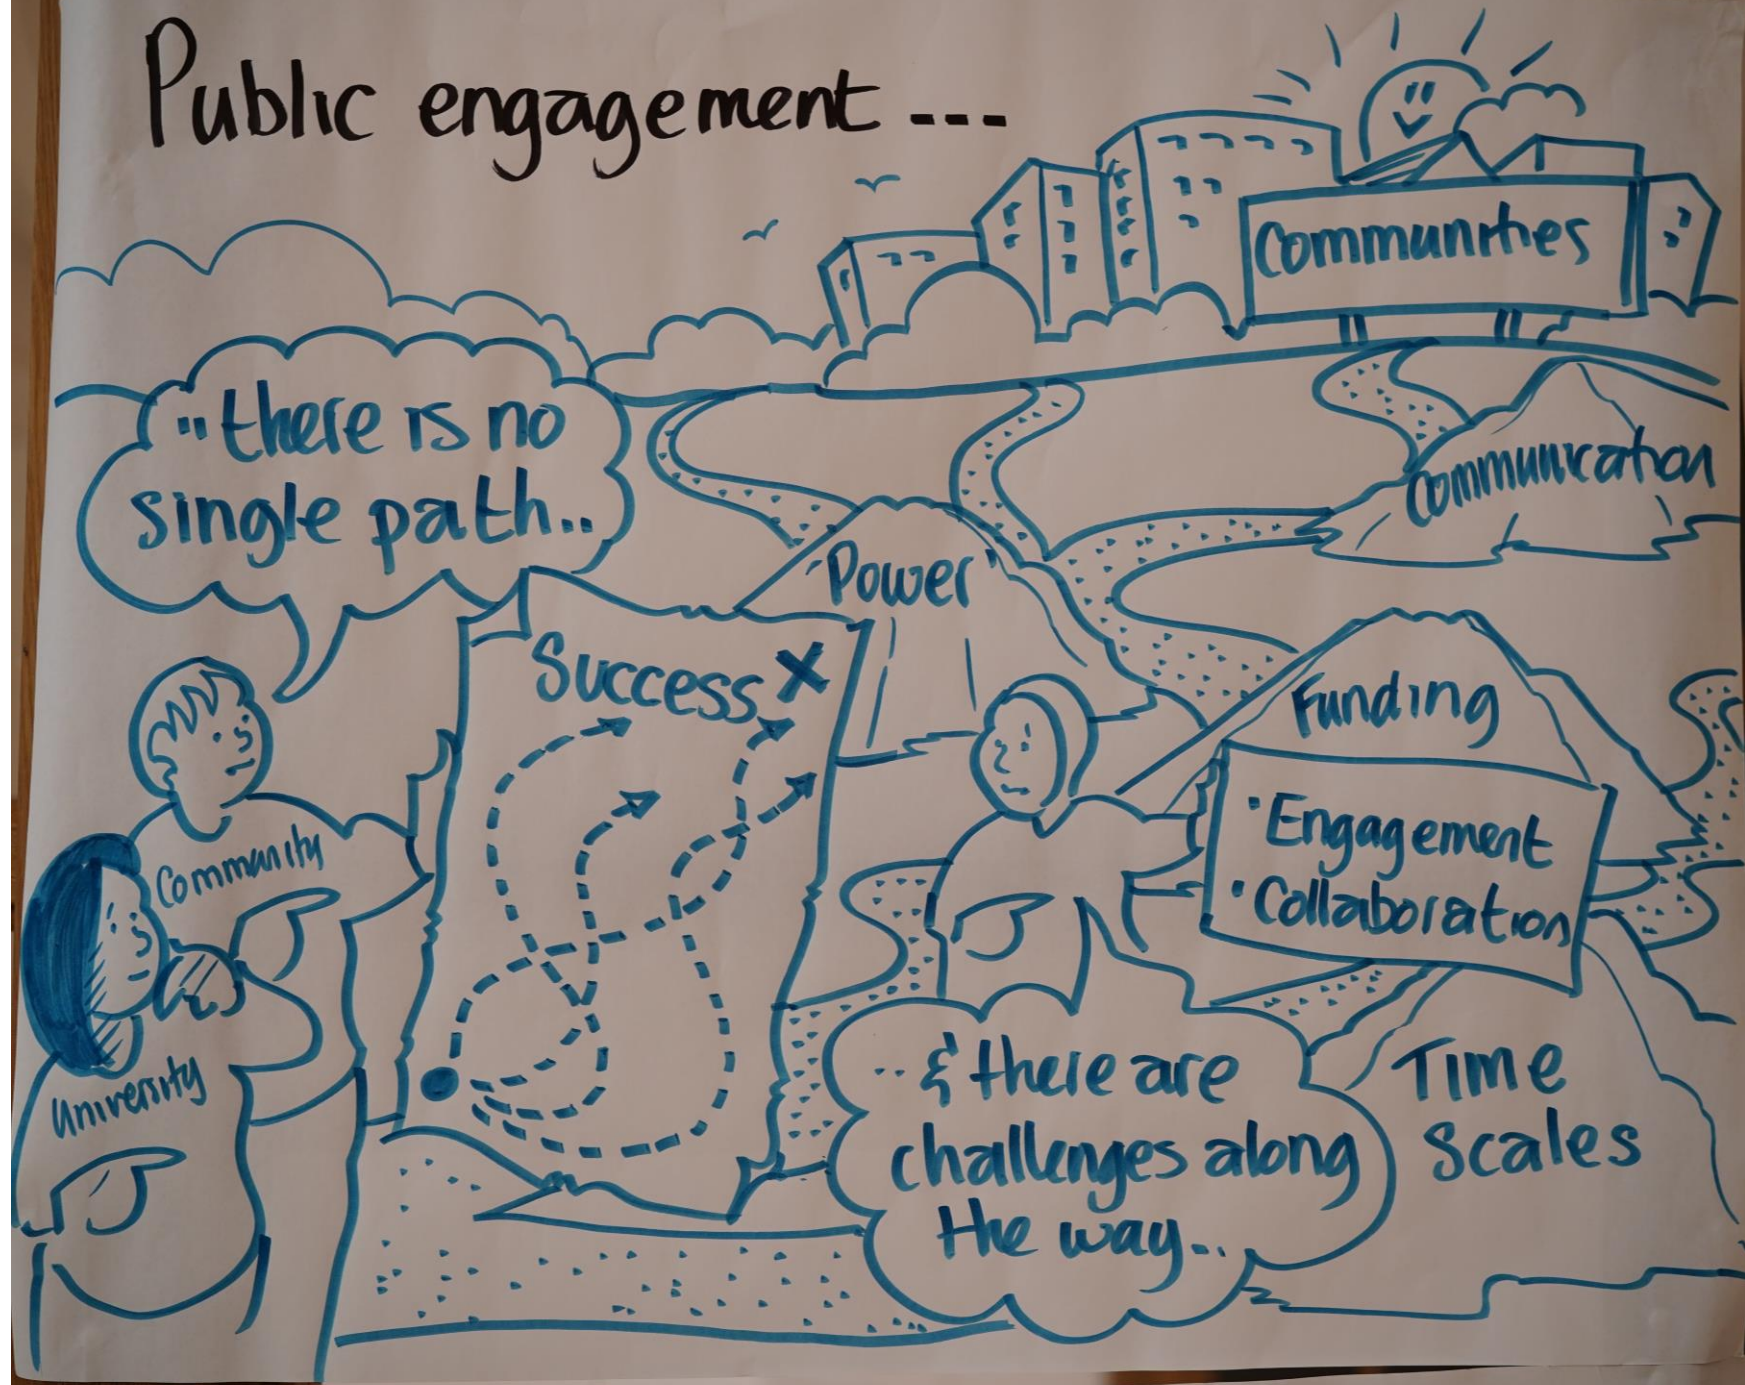 Public engagement ---
Communities
"there is no
single path..
Communication
'Power'
Success X
Funding
• Engagement
• Collaboration
Community
University
.. & there are
challenges along
the way...
Time
Scales